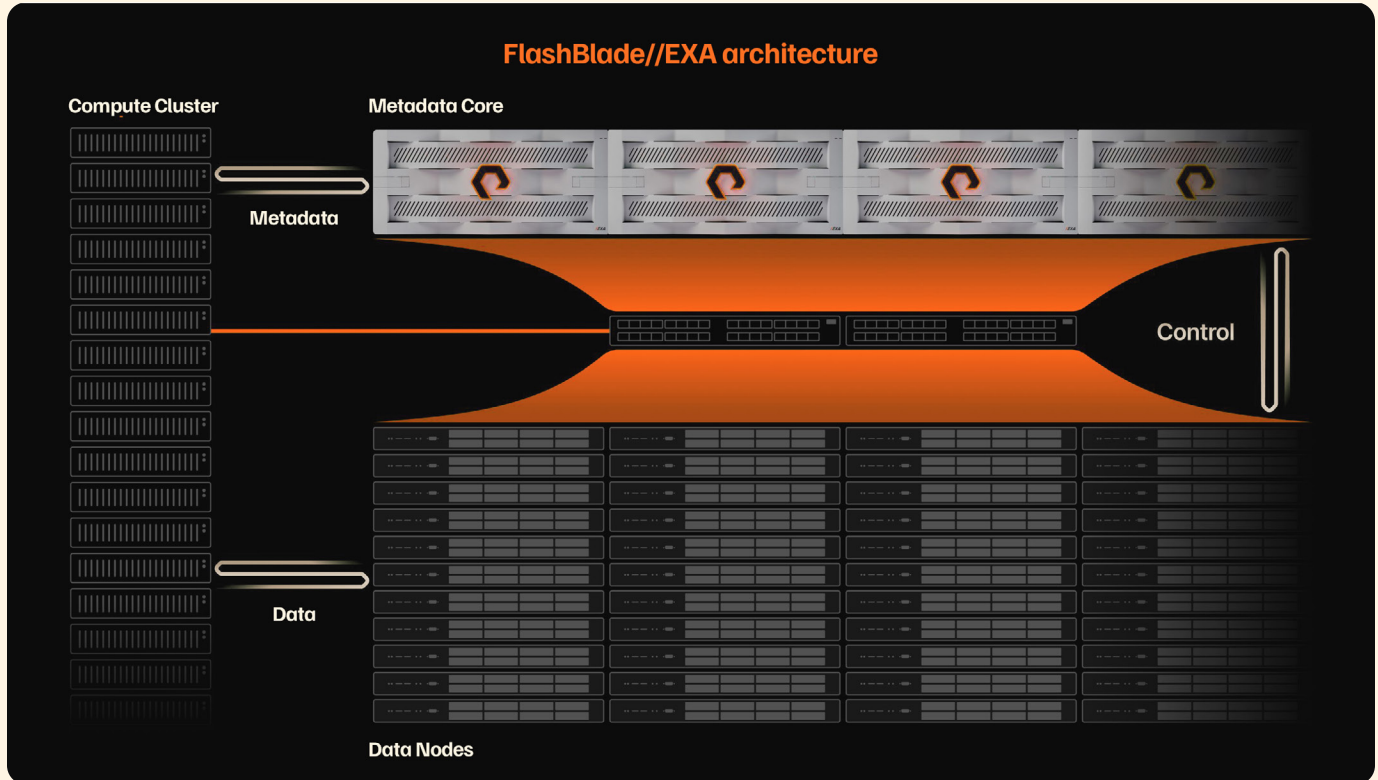 FlashBlade//EXA architecture
Compute Cluster
Metadata Core
Metadata
Control
Data
Data Nodes